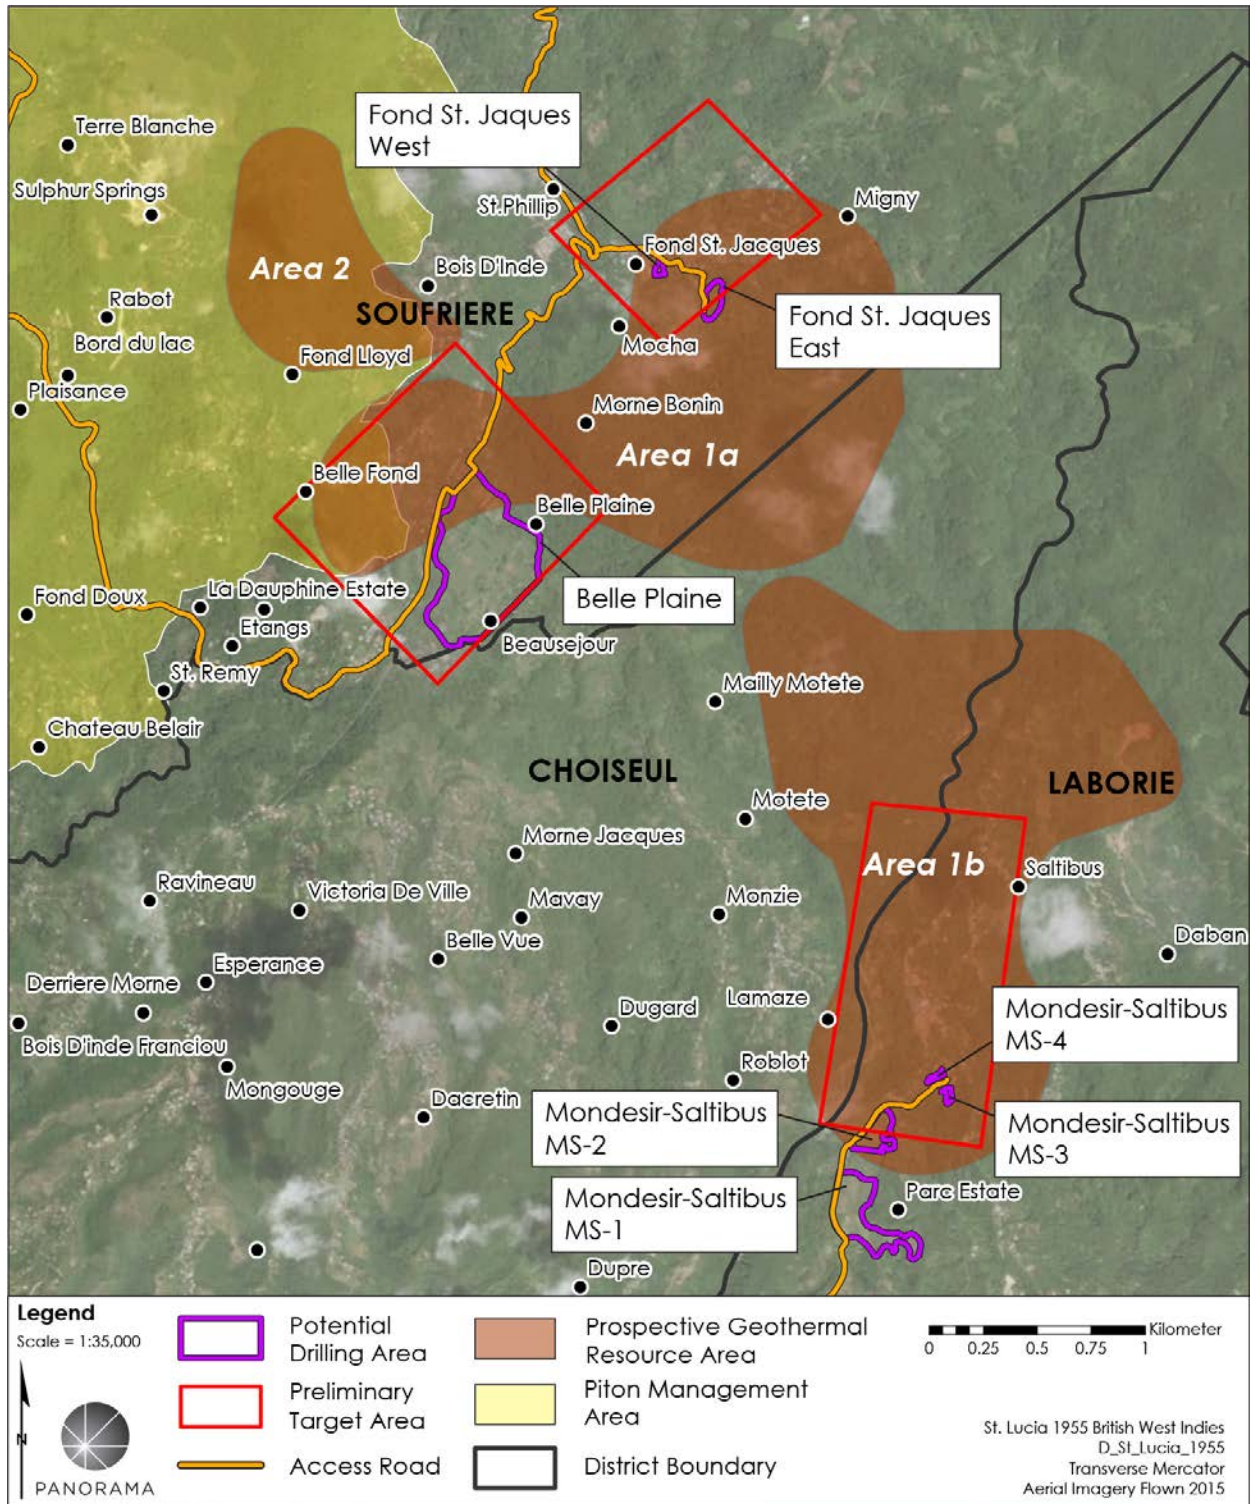 Fond St. Jaques
West
Terre Blanche
Sulphur Springs
St.Phillip
Migny
Area 2
Fond St. Jacques
Bois D'Inde
Rabot
SOUFRIERE
Fond St. Jaques
East
Bord du lac
Mocha
Fond Lloyd
Plaisance
Morne Bonin
Area 1a
Belle Fond
Belle Plaine
La Dauphine Estate
Belle Plaine
Fond Doux
Etangs
Beausejour
St. Remy
Mailly Motete
Chateau Belair
CHOISEUL
LABORIE
Motete
Morne Jacques
Area 1b
Saltibus
Ravineau
Victoria De Ville
Mavay
Monzie
Belle Vue
Daban
Esperance
Derriere Morne
Dugard
Lamaze
Mondesir-Saltibus
MS-4
Bois D'inde Franciou
Roblot
Mongouge
Dacretin
Mondesir-Saltibus
MS-2
Mondesir-Saltibus
MS-3
Mondesir-Saltibus
MS-1
Parc Estate
Dupre
Legend
Scale = 1:35,000
N
PANORAMA
Potential
Drilling Area
Preliminary
Target Area
Access Road
Prospective Geothermal
Resource Area
Piton Management
Area
District Boundary
Kilometer
0 0.25 0.5 0.75 1
St. Lucia 1955 British West Indies
D_St_Lucia_1955
Transverse Mercator
Aerial Imagery Flown 2015